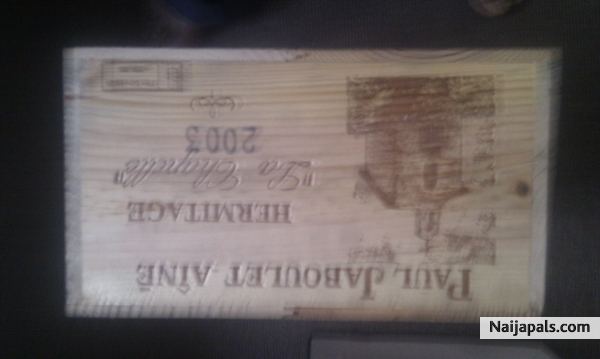 PAUL JABOULET AÎNÉ
HERMITAGE
"La Chapelle"
2003
Naijapals.com